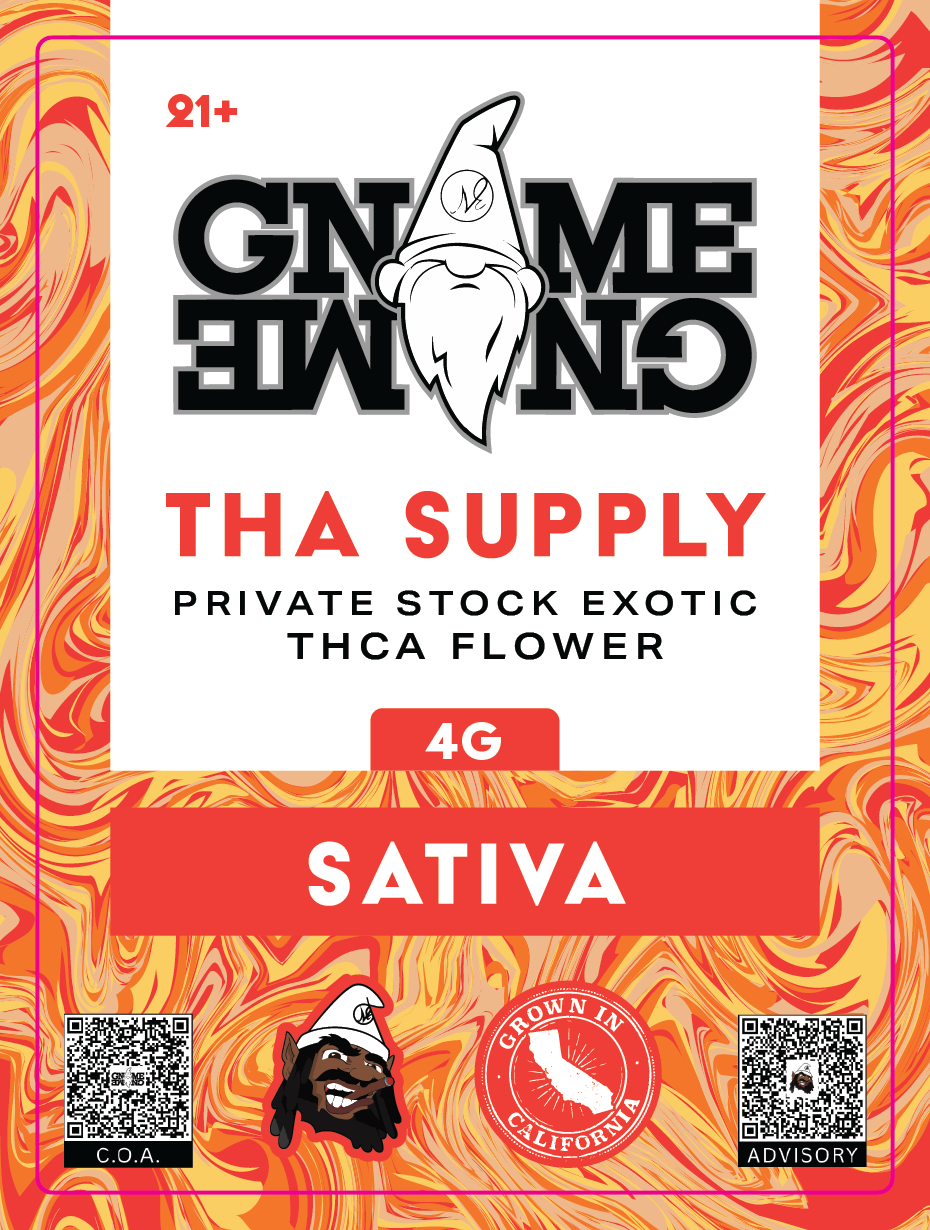 21+
GNOME
GNOME
THA SUPPLY
PRIVATE STOCK EXOTIC
THCA FLOWER
4G
SATIVA
GROWN IN
CALIFORNIA
C.O.A.
ADVISORY